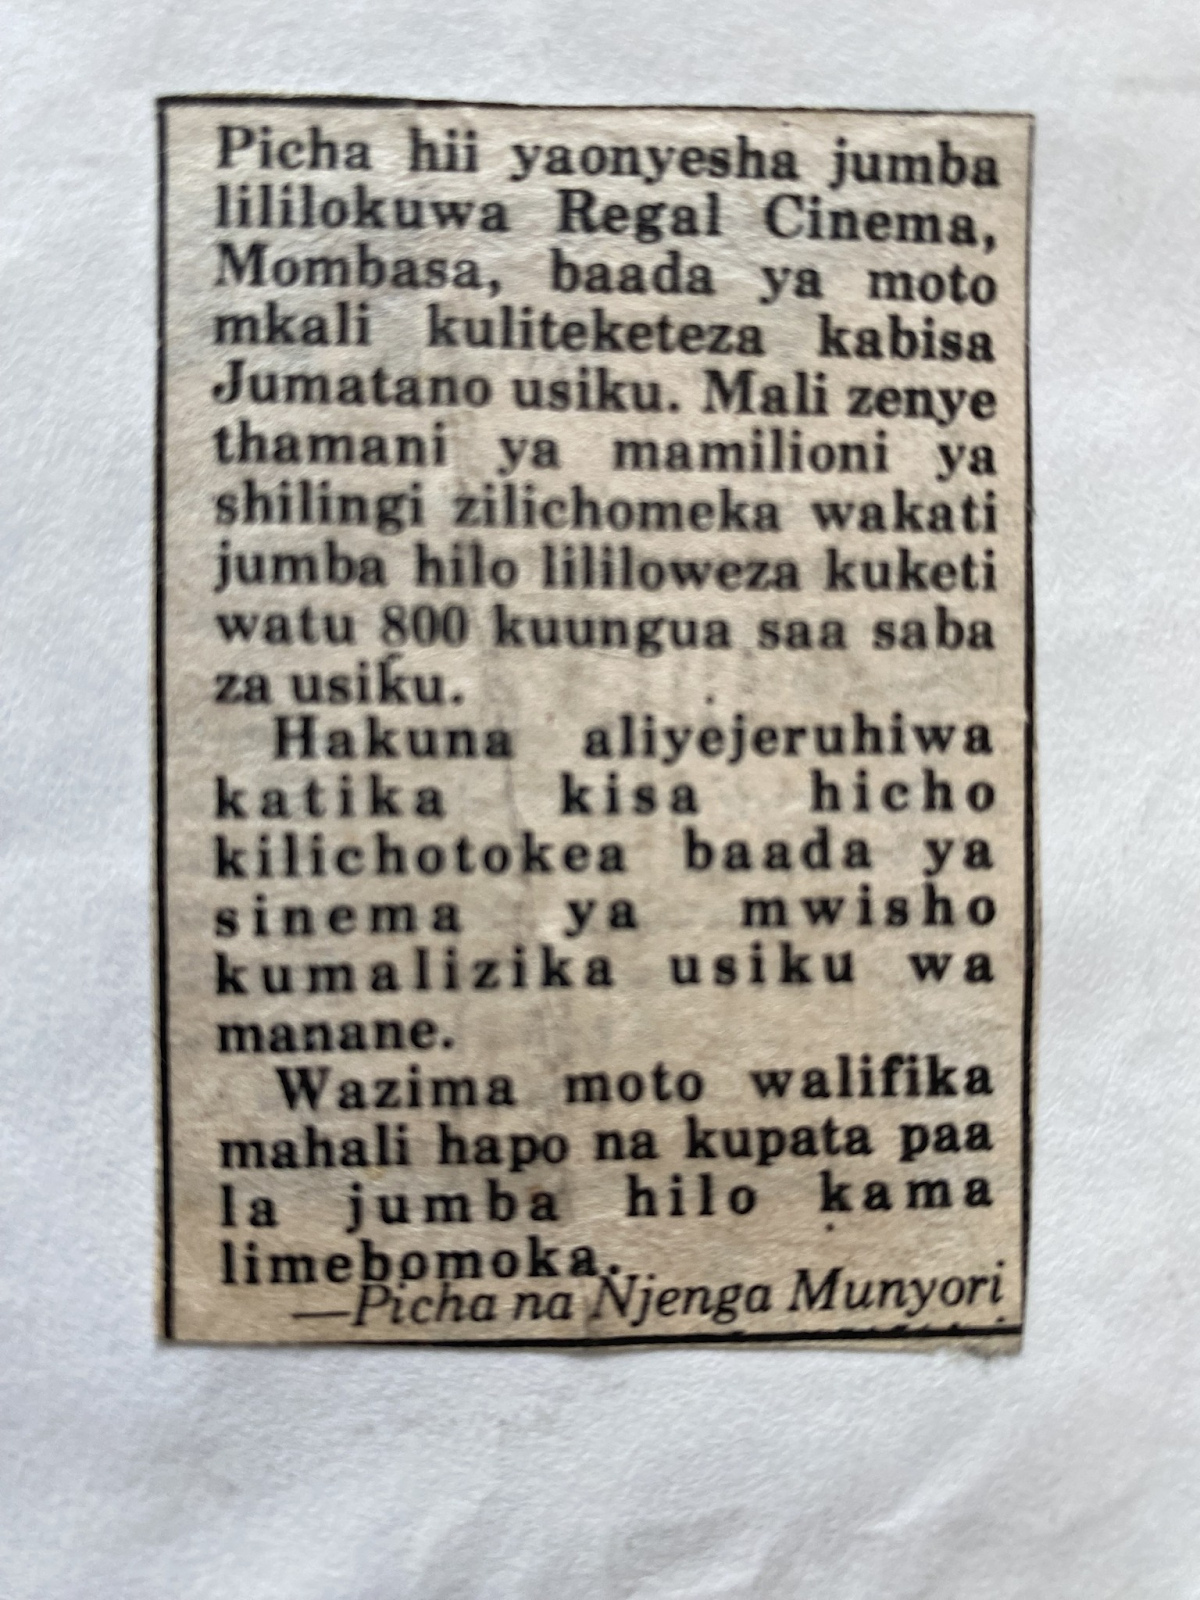 Picha hii yaonyesha jumba
lililokuwa Regal Cinema,
Mombasa, baada ya moto
mkali kuliteketeza kabisa
Jumatano usiku. Mali zenye
thamani ya mamilioni ya
shilingi zilichomeka wakati
jumba hilo lililoweza kuketi
watu 800 kuungua saa saba
za usiku.
Hakuna aliyejeruhiwa
katika kisa hicho
kilichotokea baada ya
sinema ya mwisho
kumalizika usiku wa
manane.
Wazima moto walifika
mahali hapo na kupata paa
la jumba hilo kama
limebomoka.
—Picha na Njenga Munyori